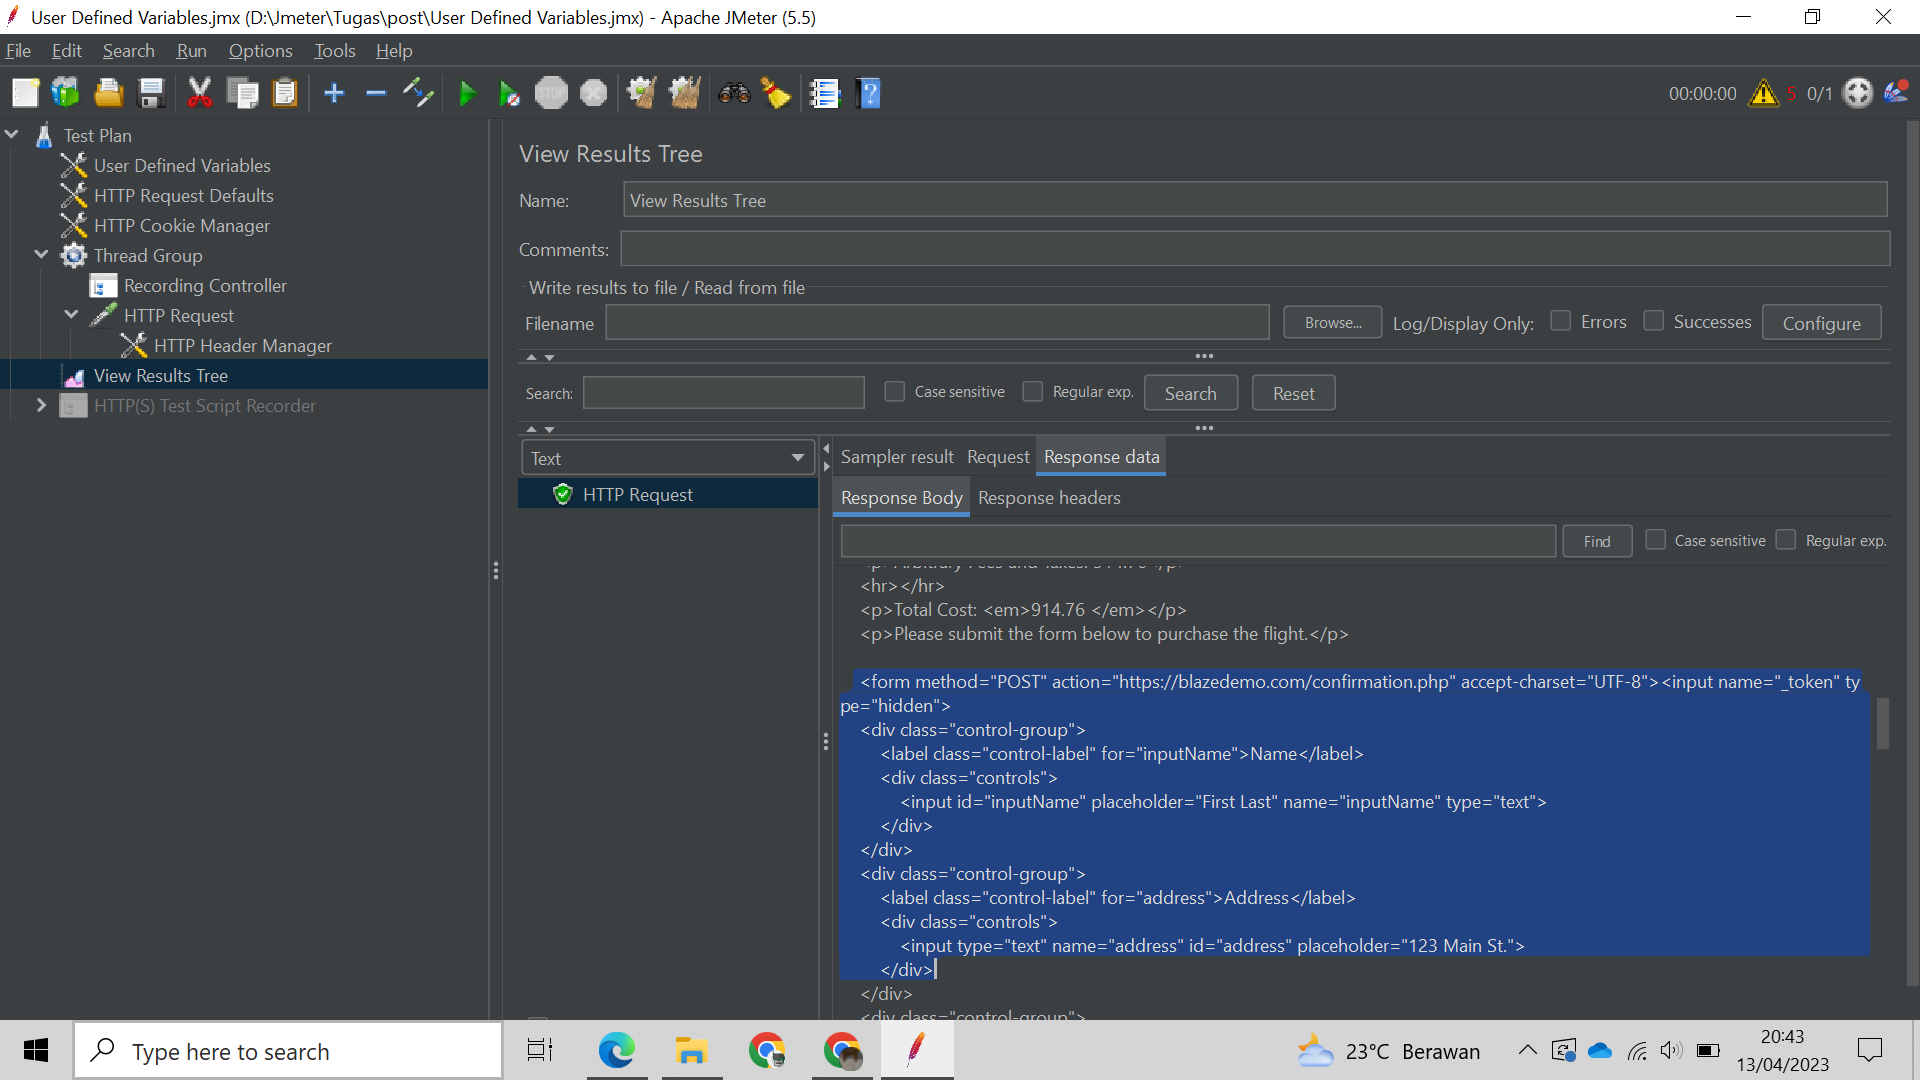 User Defined Variables.jmx (D:\Jmeter\Tugas\post\User Defined Variables.jmx) - Apache JMeter (5.5)
File Edit Search Run Options Tools Help
STOP 00:00:00 5 0/1
Test Plan
User Defined Variables
HTTP Request Defaults
HTTP Cookie Manager
Thread Group
Recording Controller
HTTP Request
HTTP Header Manager
View Results Tree
HTTP(S) Test Script Recorder
View Results Tree
Name: View Results Tree
Comments:
Write results to file / Read from file
Filename Browse... Log/Display Only: Errors Successes Configure
Search: Case sensitive Regular exp. Search Reset
Text
HTTP Request
Sampler result Request Response data
Response Body Response headers
Find Case sensitive Regular exp.
<hr></hr>
<p>Total Cost: <em>914.76 </em></p>
<p>Please submit the form below to purchase the flight.</p>
<form method="POST" action="https://blazedemo.com/confirmation.php" accept-charset="UTF-8"><input name="_token" ty
pe="hidden">
<div class="control-group">
<label class="control-label" for="inputName">Name</label>
<div class="controls">
<input id="inputName" placeholder="First Last" name="inputName" type="text">
</div>
</div>
<div class="control-group">
<label class="control-label" for="address">Address</label>
<div class="controls">
<input type="text" name="address" id="address" placeholder="123 Main St.">
</div>
</div>
<div class="control-group">
Type here to search
23°C Berawan
20:43
13/04/2023